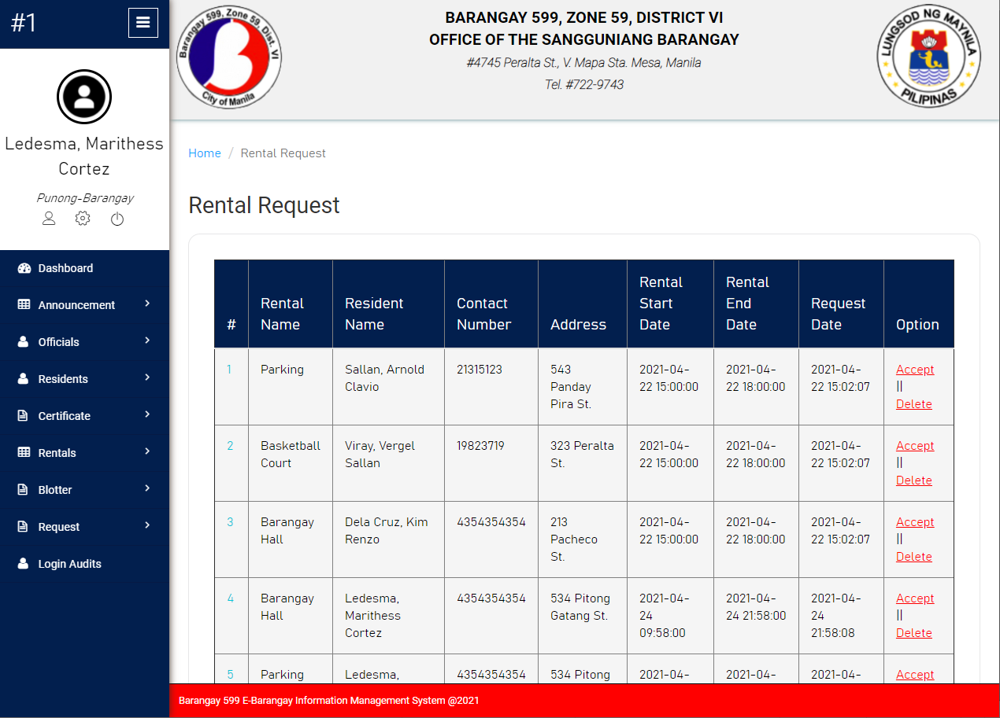 #1
Ledesma, Marithess
Cortez
Punong-Barangay
Dashboard
Announcement
Officials
Residents
Certificate
Rentals
Blotter
Request
Login Audits
Barangay 599, Zone 59, Dist. VI
City of Manila
BARANGAY 599, ZONE 59, DISTRICT VI
OFFICE OF THE SANGGUNIANG BARANGAY
#4745 Peralta St., V. Mapa Sta. Mesa, Manila
Tel. #722-9743
LUNGSOD NG MAYNILA
PILIPINAS
Home / Rental Request
Rental Request
# Rental Name Resident Name Contact Number Address Rental Start Date Rental End Date Request Date Option
1 Parking Sallan, Arnold Clavio 21315123 543 Panday Pira St. 2021-04-22 15:00:00 2021-04-22 18:00:00 2021-04-22 15:02:07 Accept || Delete
2 Basketball Court Viray, Vergel Sallan 19823719 323 Peralta St. 2021-04-22 15:00:00 2021-04-22 18:00:00 2021-04-22 15:02:07 Accept || Delete
3 Barangay Hall Dela Cruz, Kim Renzo 4354354354 213 Pacheco St. 2021-04-22 15:00:00 2021-04-22 18:00:00 2021-04-22 15:02:07 Accept || Delete
4 Barangay Hall Ledesma, Marithess Cortez 4354354354 534 Pitong Gatang St. 2021-04-24 09:58:00 2021-04-24 21:58:00 2021-04-24 21:58:08 Accept || Delete
5 Parking Ledesma, 4354354354 534 Pitong 2021-04- 2021-04- 2021-04- Accept
Barangay 599 E-Barangay Information Management System @2021